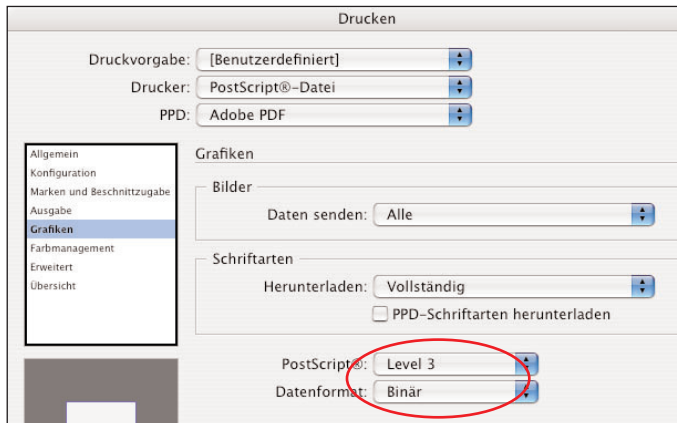 Drucken
Druckvorgabe: [Benutzerdefiniert]
Drucker: PostScript®-Datei
PPD: Adobe PDF
Allgemein
Konfiguration
Marken und Beschnittzugabe
Ausgabe
Grafiken
Farbmanagement
Erweitert
Übersicht
Grafiken
Bilder
Daten senden: Alle
Schriftarten
Herunterladen: Vollständig
PPD-Schriftarten herunterladen
PostScript®: Level 3
Datenformat: Binär